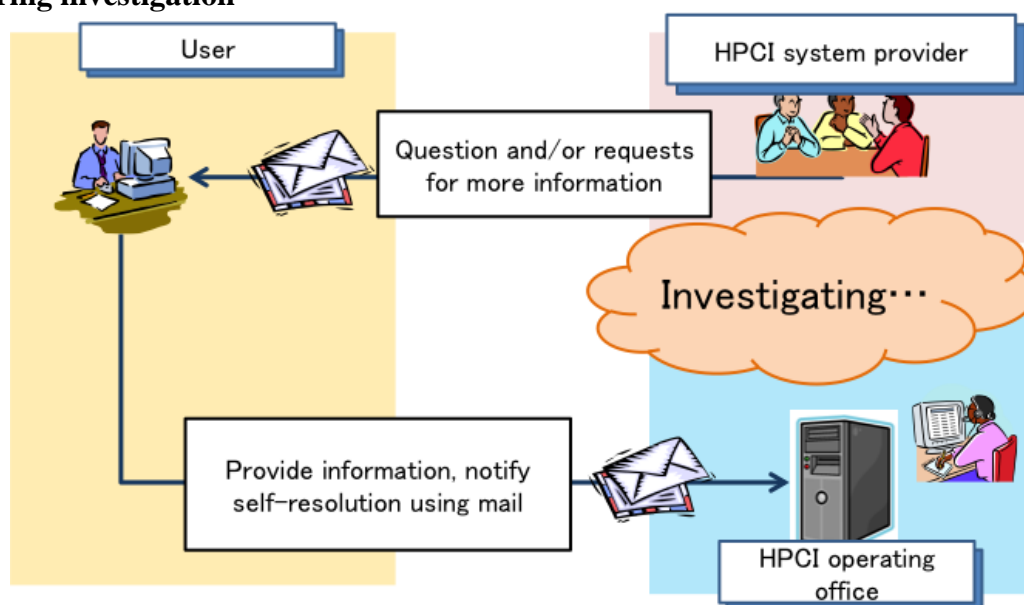 investigation
User
HPCI system provider
Question and/or requests
for more information
Investigating…
Provide information, notify
self-resolution using mail
HPCI operating
office